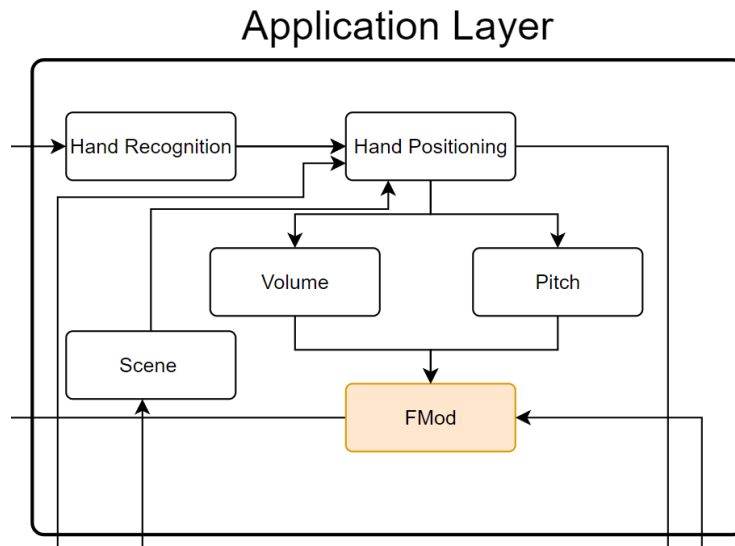 Application Layer
Hand Recognition
Hand Positioning
Volume
Pitch
Scene
FMod